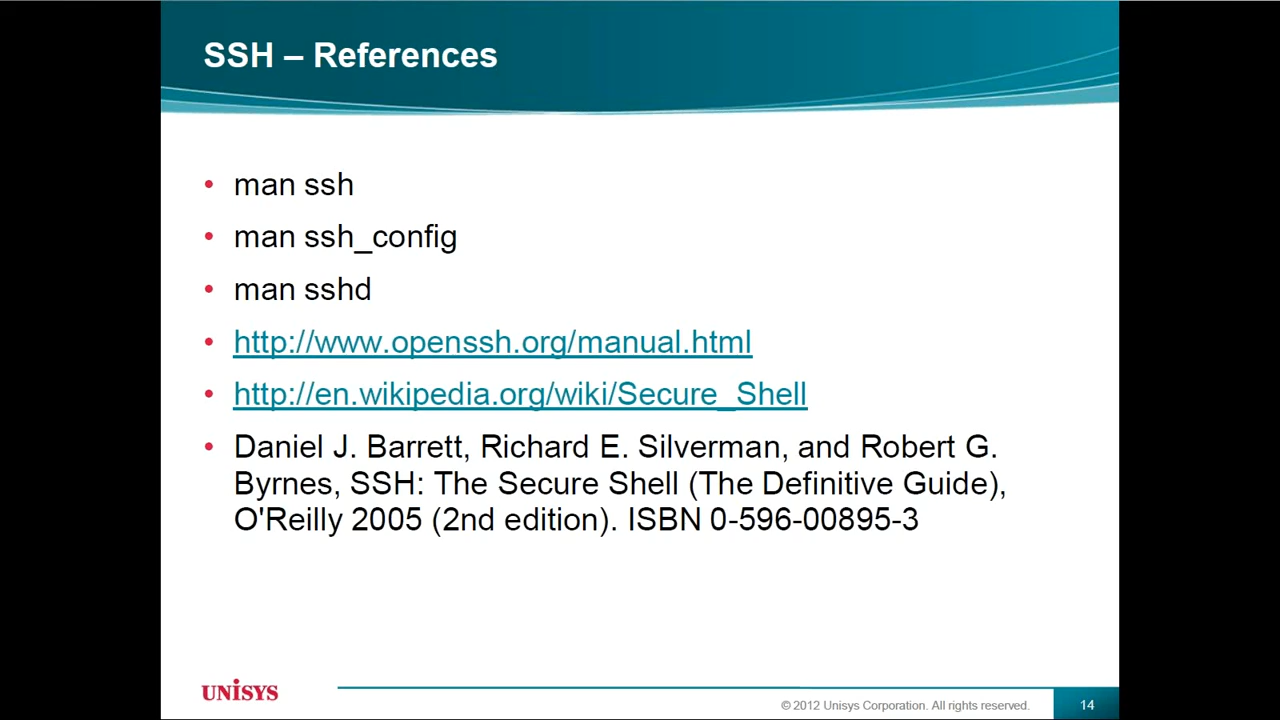 SSH – References
• man ssh
• man ssh_config
• man sshd
• http://www.openssh.org/manual.html
• http://en.wikipedia.org/wiki/Secure_Shell
• Daniel J. Barrett, Richard E. Silverman, and Robert G.
Byrnes, SSH: The Secure Shell (The Definitive Guide),
O'Reilly 2005 (2nd edition). ISBN 0-596-00895-3
UNISYS
© 2012 Unisys Corporation. All rights reserved.
14